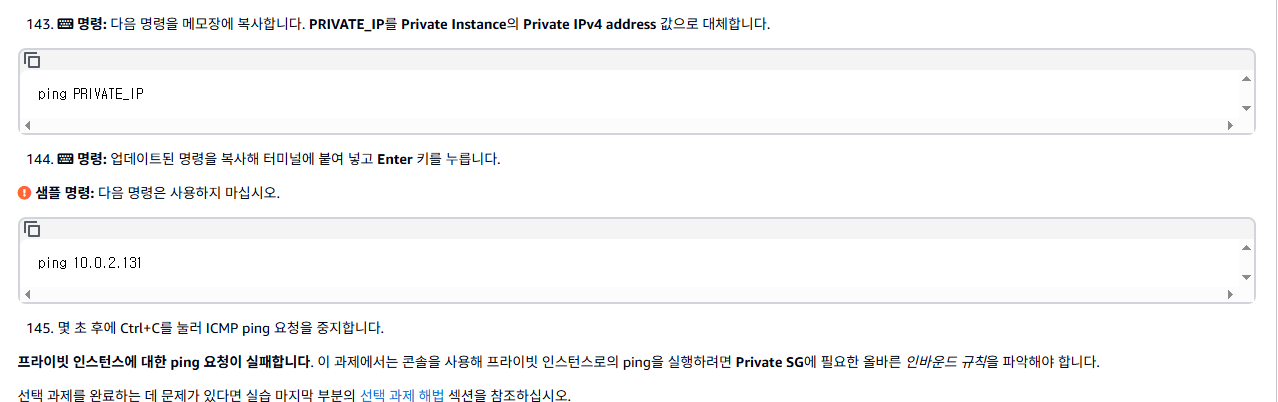 143. 명령: 다음 명령을 메모장에 복사합니다. PRIVATE_IP를 Private Instance의 Private IPv4 address 값으로 대체합니다.
ping PRIVATE_IP
144. 명령: 업데이트된 명령을 복사해 터미널에 붙여 넣고 Enter 키를 누릅니다.
샘플 명령: 다음 명령은 사용하지 마십시오.
ping 10.0.2.131
145. 몇 초 후에 Ctrl+C를 눌러 ICMP ping 요청을 중지합니다.
프라이빗 인스턴스에 대한 ping 요청이 실패합니다. 이 과제에서는 콘솔을 사용해 프라이빗 인스턴스로의 ping을 실행하려면 Private SG에 필요한 올바른 인바운드 규칙을 파악해야 합니다.
선택 과제를 완료하는 데 문제가 있다면 실습 마지막 부분의 선택 과제 해법 섹션을 참조하십시오.